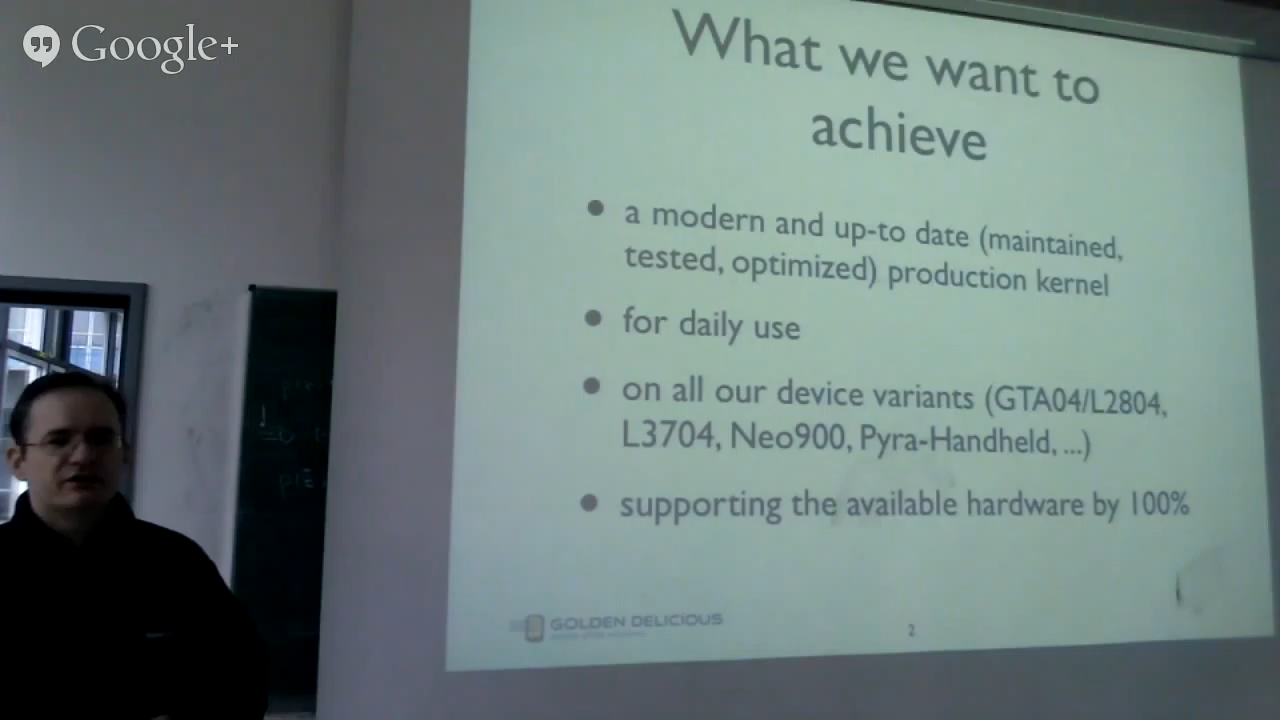 Google+
What we want to
achieve
• a modern and up-to date (maintained,
tested, optimized) production kernel
• for daily use
• on all our device variants (GTA04/L2804,
L3704, Neo900, Pyra-Handheld, ...)
• supporting the available hardware by 100%
GOLDEN DELICIOUS
2